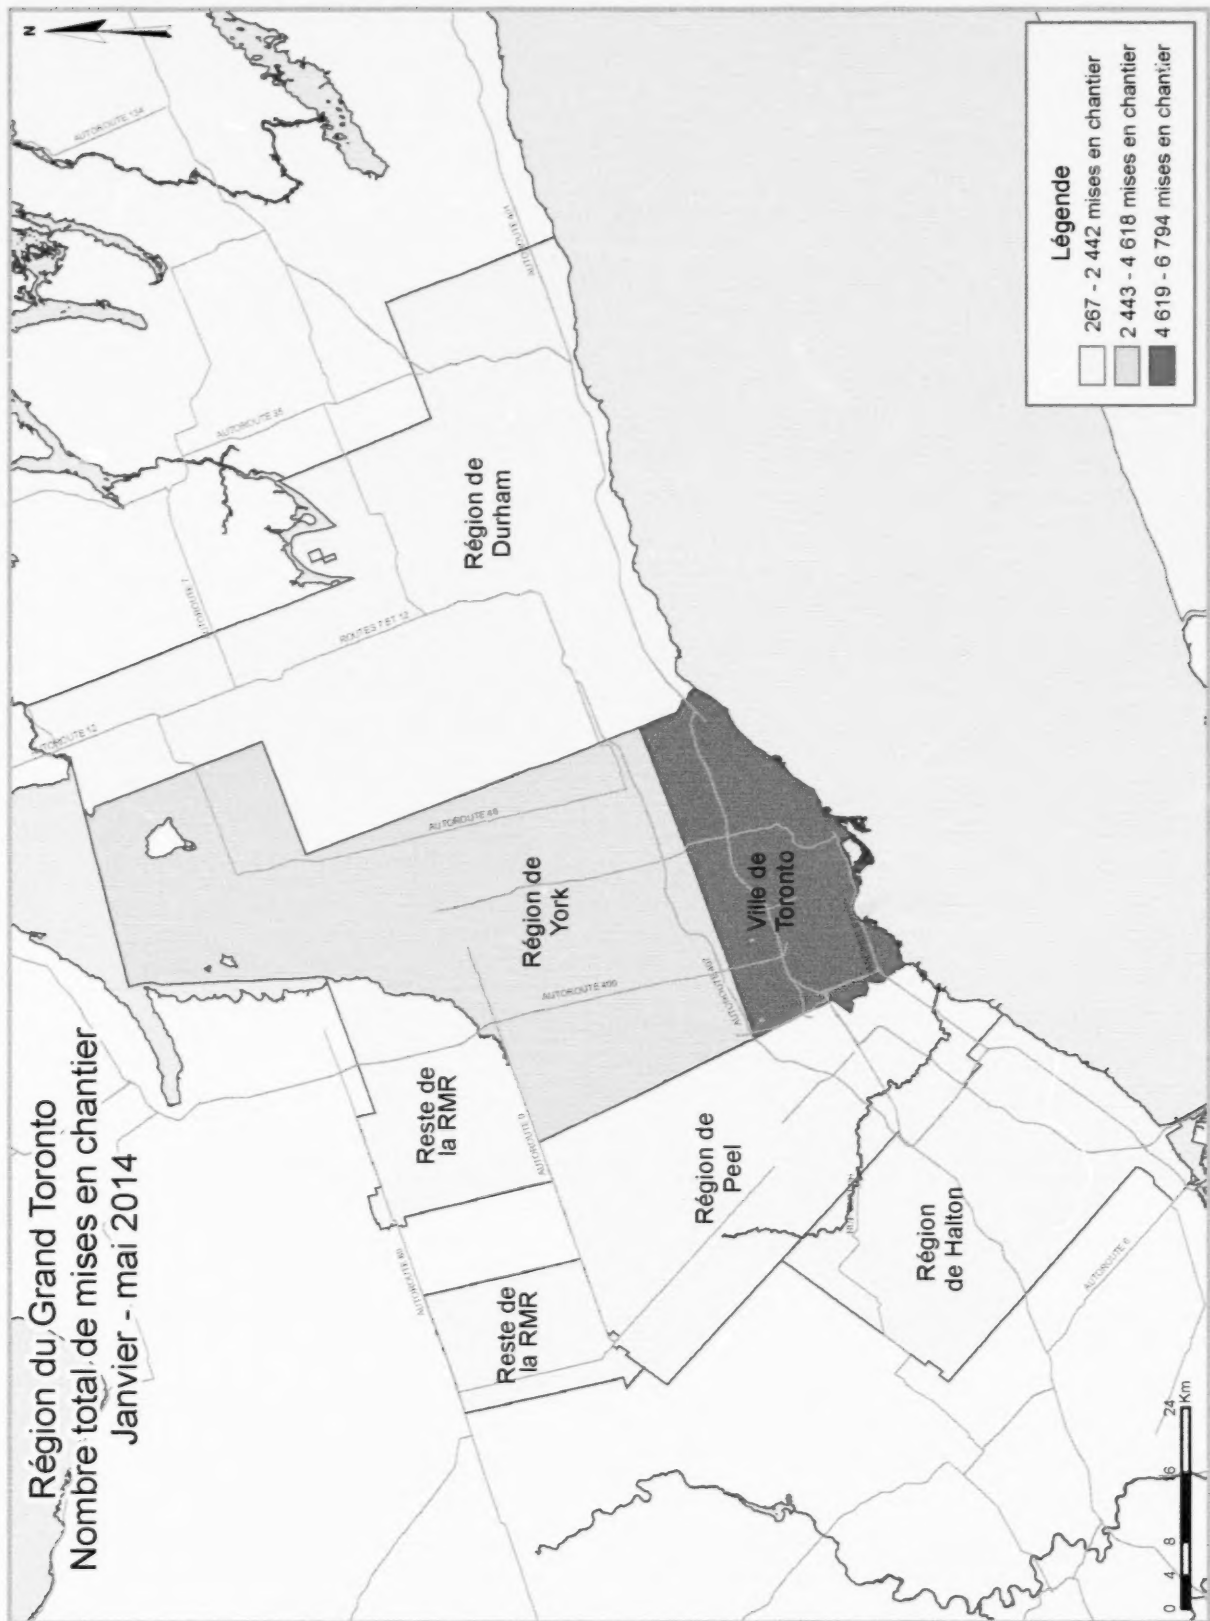 Région du Grand Toronto
Nombre total de mises en chantier
Janvier - mai 2014
N
AUTOROUTE 134
AUTOROUTE 401
AUTOROUTE 35
AUTOROUTE 7
ROUTES 7 ET 12
TOROUTE 12
AUTOROUTE 48
AUTOROUTE 400
AUTOROUTE 407
AUTOROUTE 9
AUTOROUTE 6
Région de
Durham
Région de
York
Ville de
Toronto
Reste de
la RMR
Reste de
la RMR
Région de
Peel
Région
de Halton
Légende
267 - 2 442 mises en chantier
2 443 - 4 618 mises en chantier
4 619 - 6 794 mises en chantier
0 4 8 16 24
Km